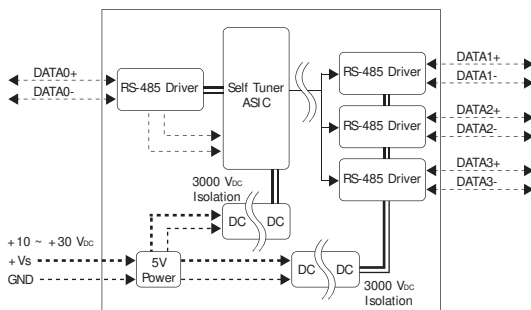 DATA0+
DATA0-
RS-485 Driver
Self Tuner
ASIC
RS-485 Driver
DATA1+
DATA1-
RS-485 Driver
DATA2+
DATA2-
RS-485 Driver
DATA3+
DATA3-
3000 VDC
Isolation
DC DC
+10 ~ +30 VDC
+Vs
GND
5V
Power
DC DC
3000 VDC
Isolation